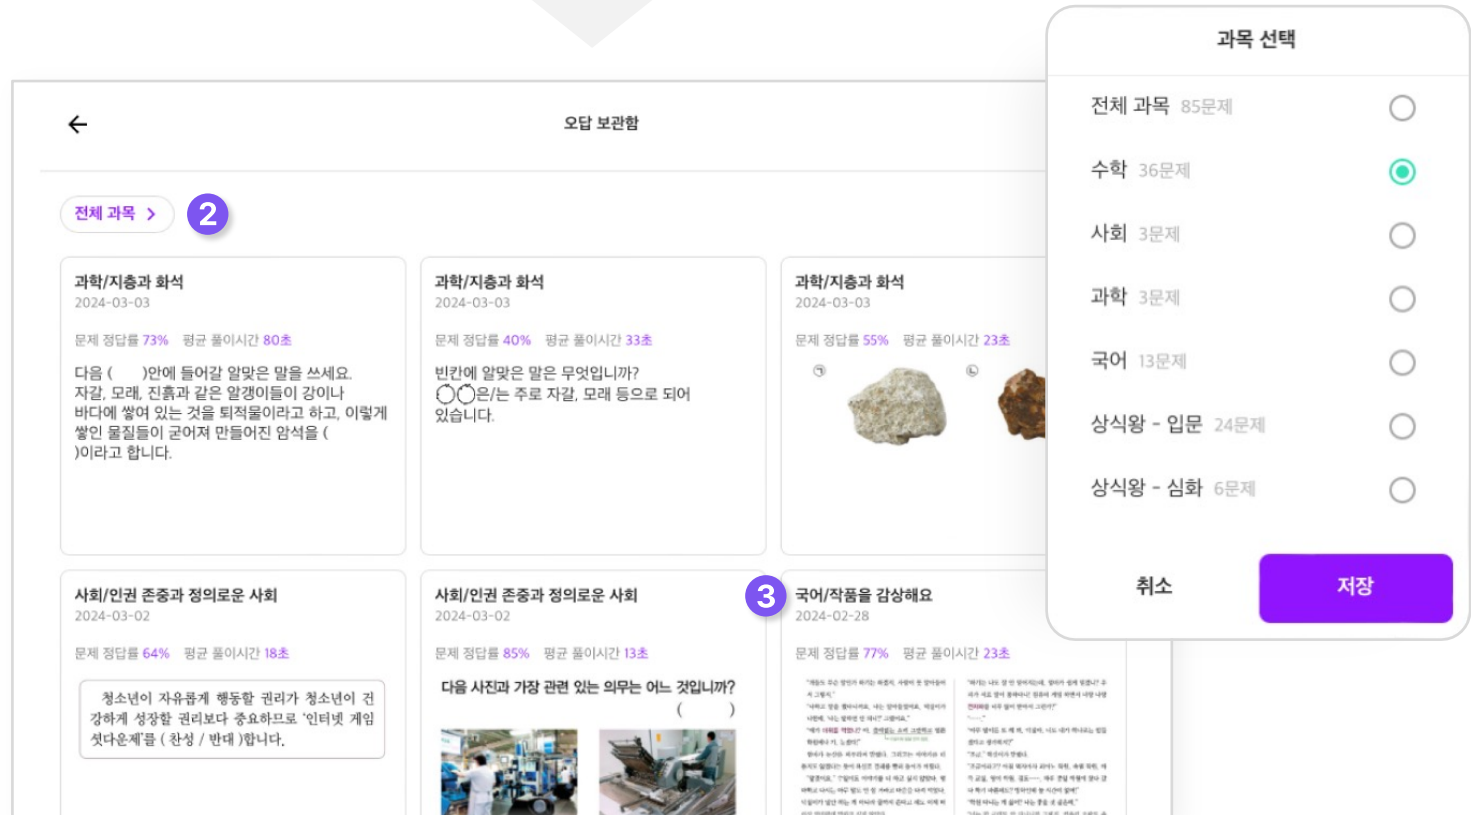 과목 선택
전체 과목 85문제
수학 36문제
사회 3문제
과학 3문제
국어 13문제
상식왕 - 입문 24문제
상식왕 - 심화 6문제
취소
저장
오답 보관함
전체 과목
2
과학/지층과 화석
2024-03-03
문제 정답률 73% 평균 풀이시간 80초
다음 ( )안에 들어갈 알맞은 말을 쓰세요.
자갈, 모래, 진흙과 같은 알갱이들이 강이나
바다에 쌓여 있는 것을 퇴적물이라고 하고, 이렇게
쌓인 물질들이 굳어져 만들어진 암석을 (
)이라고 합니다.
과학/지층과 화석
2024-03-03
문제 정답률 40% 평균 풀이시간 33초
빈칸에 알맞은 말은 무엇입니까?
◯◯은/는 주로 자갈, 모래 등으로 되어
있습니다.
과학/지층과 화석
2024-03-03
문제 정답률 55% 평균 풀이시간 23초
㉠ ㉡
사회/인권 존중과 정의로운 사회
2024-03-02
문제 정답률 64% 평균 풀이시간 18초
청소년이 자유롭게 행동할 권리가 청소년이 건
강하게 성장할 권리보다 중요하므로 '인터넷 게임
셧다운제'를 ( 찬성 / 반대 )합니다.
사회/인권 존중과 정의로운 사회
2024-03-02
문제 정답률 85% 평균 풀이시간 13초
다음 사진과 가장 관련 있는 의무는 어느 것입니까?
( )
3
국어/작품을 감상해요
2024-02-28
문제 정답률 77% 평균 풀이시간 23초